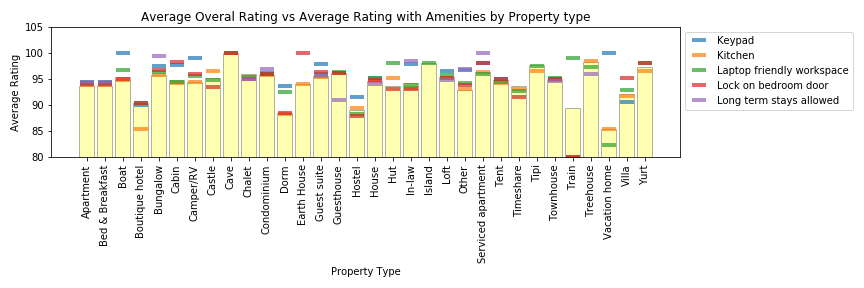 Average Overal Rating vs Average Rating with Amenities by Property type
Average Rating
105
100
95
90
85
80
Keypad
Kitchen
Laptop friendly workspace
Lock on bedroom door
Long term stays allowed
Apartment
Bed & Breakfast
Boat
Boutique hotel
Bungalow
Cabin
Camper/RV
Castle
Cave
Chalet
Condominium
Dorm
Earth House
Guest suite
Guesthouse
Hostel
House
Hut
In-law
Island
Loft
Other
Serviced apartment
Tent
Timeshare
Tipi
Townhouse
Train
Treehouse
Vacation home
Villa
Yurt
Property Type